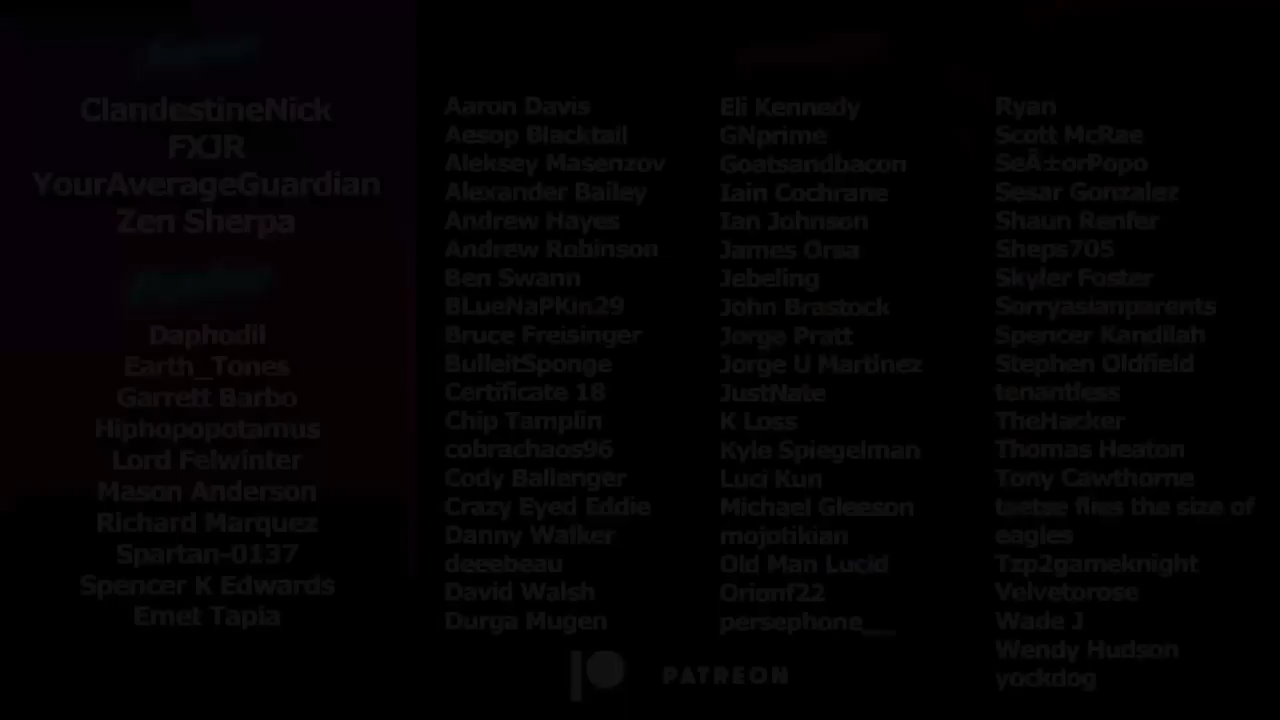 ClandestineNick
FXJR
YourAverageGuardian
Zen Sherpa
Daphodil
Earth_Tones
Garrett Barbo
Hiphopopotamus
Lord Felwinter
Mason Anderson
Richard Marquez
Spartan-0137
Spencer K Edwards
Emet Tapia
Aaron Davis
Aesop Blacktail
Aleksey Masenzov
Alexander Bailey
Andrew Hayes
Andrew Robinson
Ben Swann
BLueNaPKin29
Bruce Freisinger
BulleitSponge
Certificate 18
Chip Tamplin
cobrachaos96
Cody Ballenger
Crazy Eyed Eddie
Danny Walker
deeebeau
David Walsh
Durga Mugen
Eli Kennedy
GNprime
Goatsandbacon
Iain Cochrane
Ian Johnson
James Orsa
Jebeling
John Brastock
Jorge Pratt
Jorge U Martinez
JustNate
K Loss
Kyle Spiegelman
Luci Kun
Michael Gleeson
mojotikian
Old Man Lucid
Orionf22
persephone__
Ryan
Scott McRae
SeÃ±orPopo
Sesar Gonzalez
Shaun Renfer
Sheps705
Skyler Foster
Sorryasianparents
Spencer Kandilah
Stephen Oldfield
tenantless
TheHacker
Thomas Heaton
Tony Cawthorne
tsetse flies the size of
eagles
Tzp2gameknight
Velvetorose
Wade J
Wendy Hudson
yockdog
PATREON